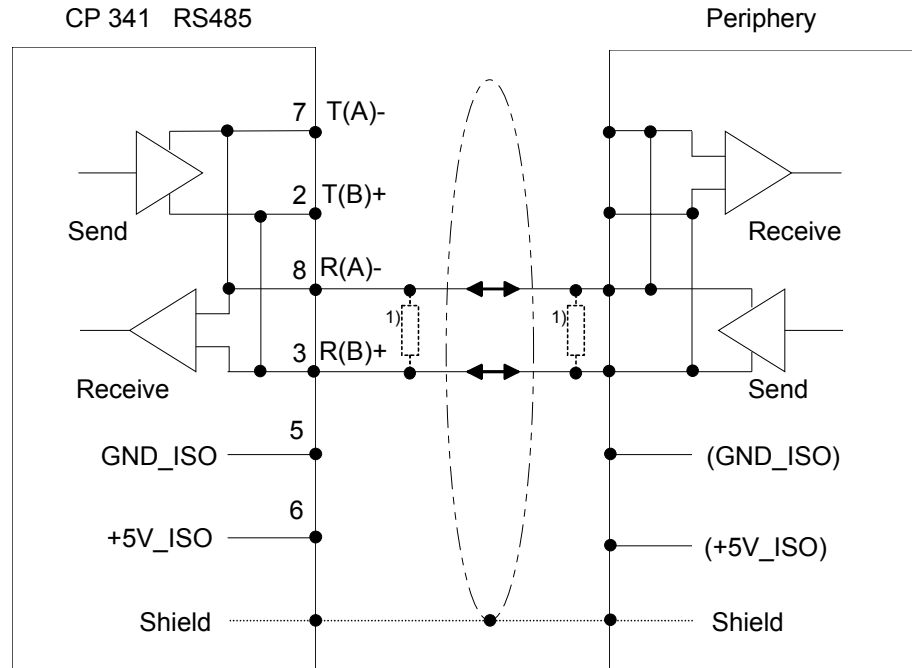 CP 341 RS485
Periphery
7 T(A)-
2 T(B)+
Send
Receive
8 R(A)-
1)
1)
3 R(B)+
Receive
Send
5
GND_ISO
(GND_ISO)
6
+5V_ISO
(+5V_ISO)
Shield
Shield